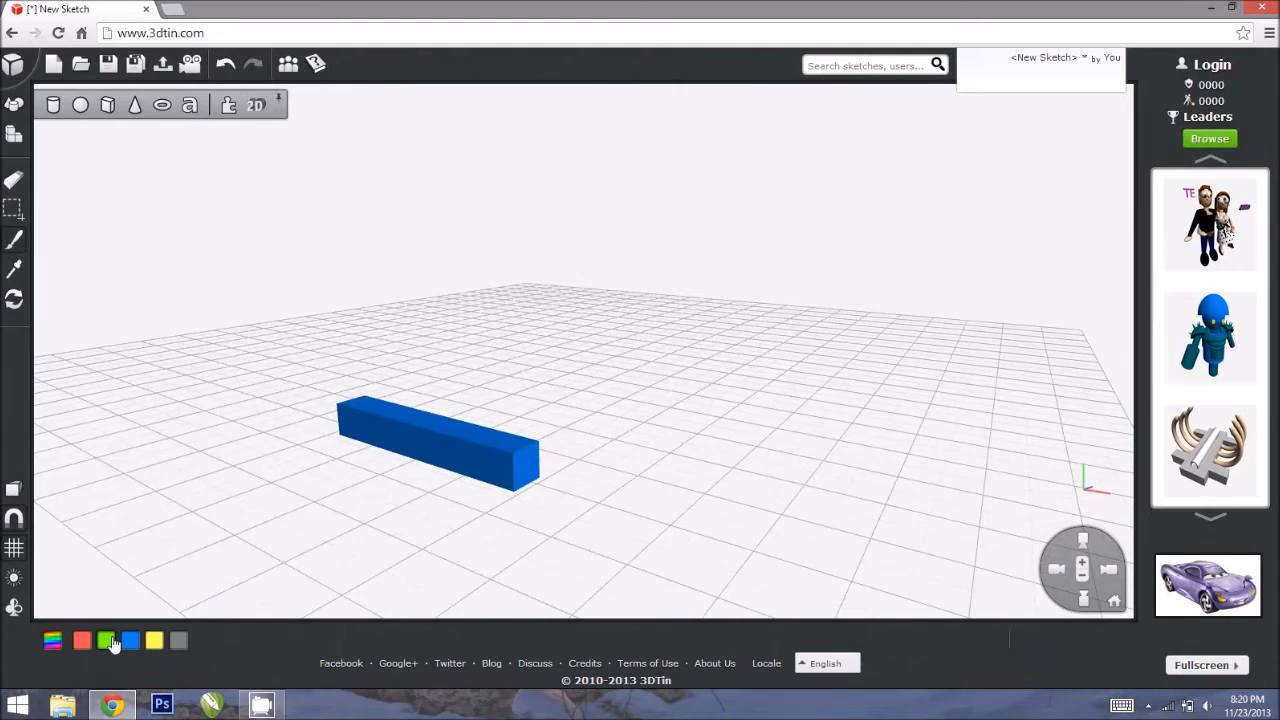 [*] New Sketch
www.3dtin.com
Search sketches, users...
<New Sketch> * by You
Login
0000
0000
Leaders
Browse
a
2D
TE
Facebook · Google+ · Twitter · Blog · Discuss · Credits · Terms of Use · About Us Locale English
© 2010-2013 3DTin
Fullscreen
Ps
8:20 PM
11/23/2013